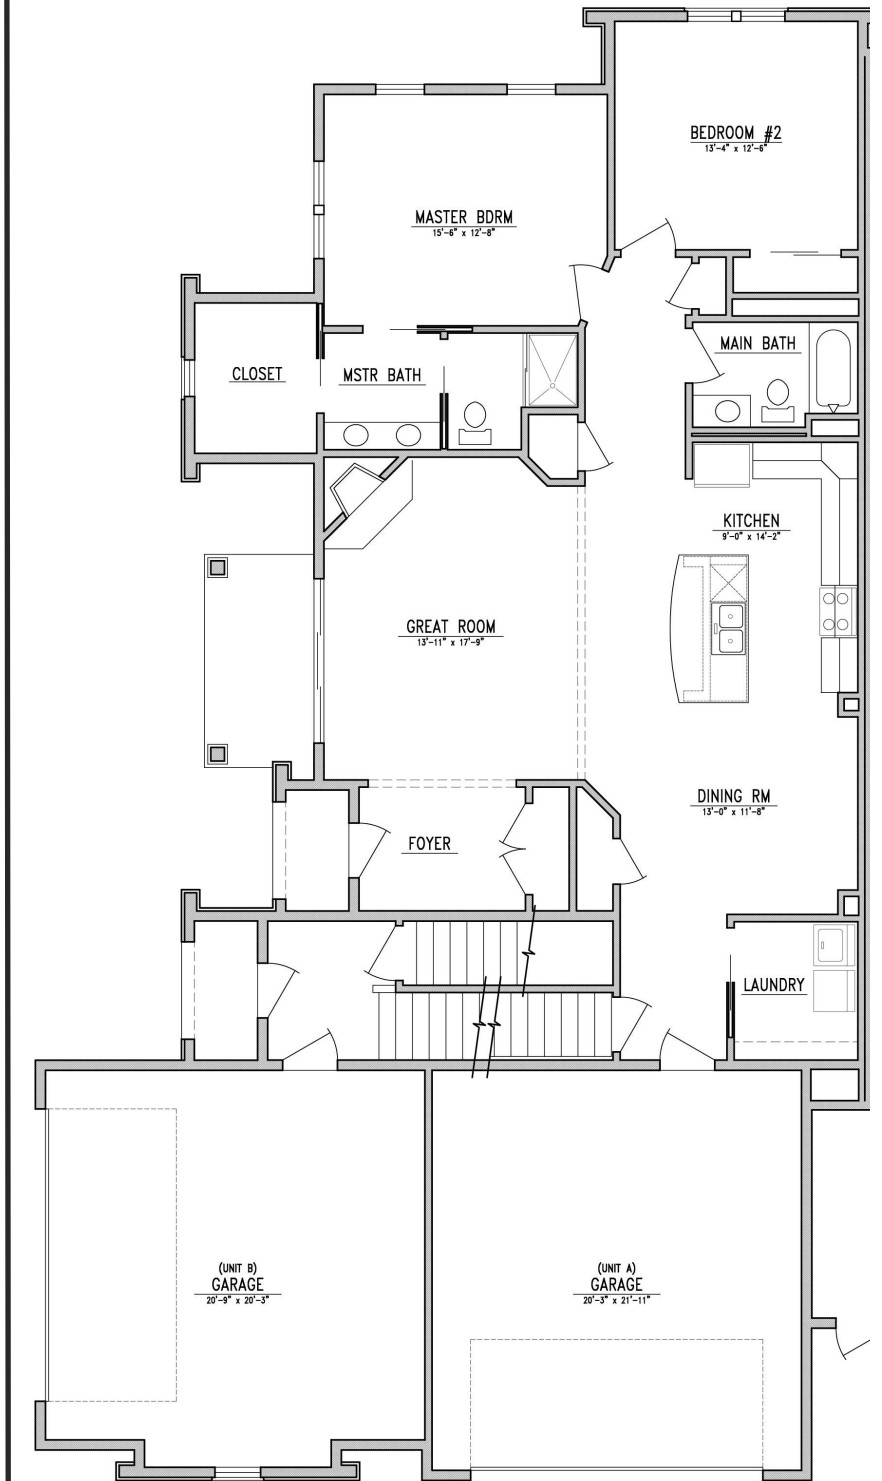 BEDROOM #2
13'-4" x 12'-6"
MASTER BDRM
15'-6" x 12'-8"
MAIN BATH
CLOSET
MSTR BATH
KITCHEN
9'-0" x 14'-2"
GREAT ROOM
13'-11" x 17'-9"
DINING RM
13'-0" x 11'-8"
FOYER
LAUNDRY
(UNIT B)
GARAGE
20'-9" x 20'-3"
(UNIT A)
GARAGE
20'-3" x 21'-11"